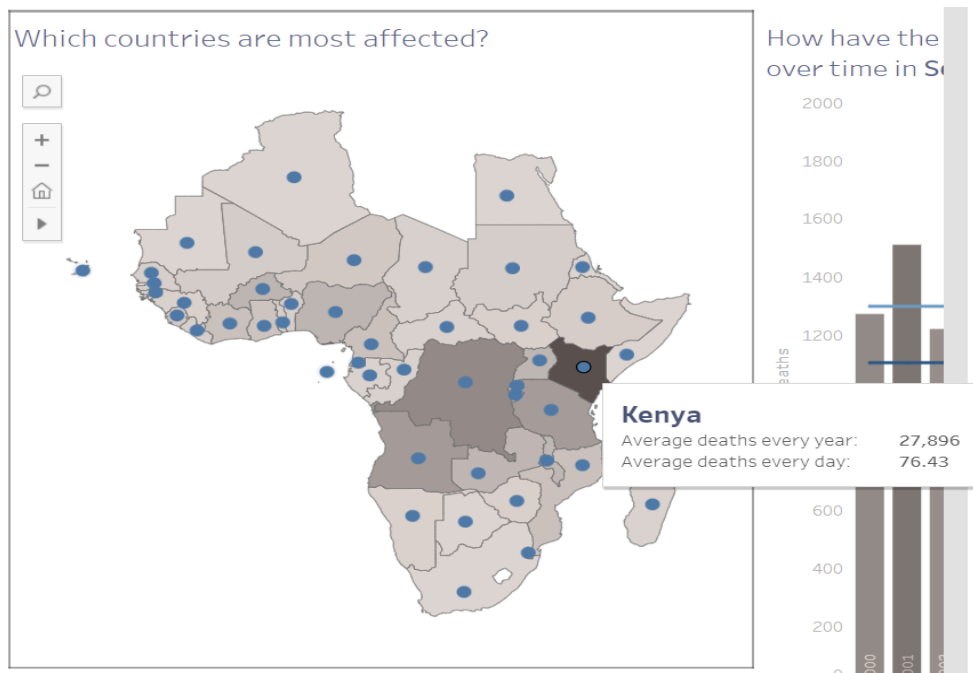 Which countries are most affected?
How have the
over time in
2000
1800
1600
1400
1200
Kenya
Average deaths every year: 27,896
Average deaths every day: 76.43
600
400
200